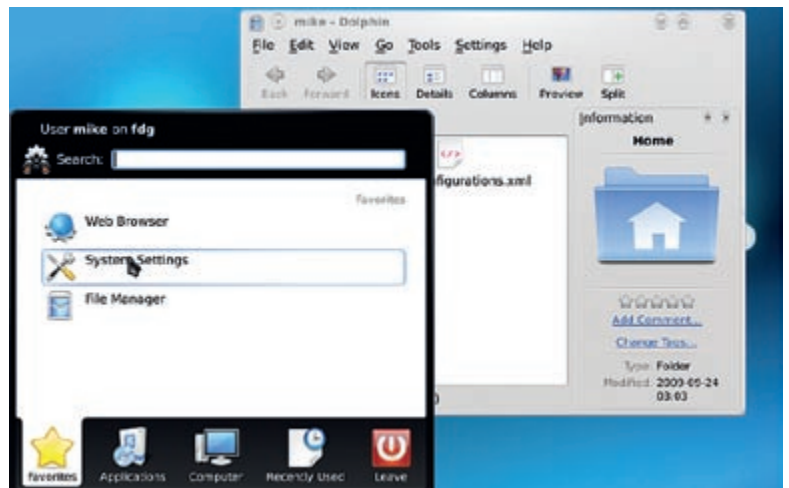 mike - Dolphin
File Edit View Go Tools Settings Help
Back Forward Icons Details Columns Preview Split
Information
Home
figurations.xml
Add Comment...
Change Tags...
Type: Folder
Modified: 2009-05-24
03:03
User mike on fdg
Search:
Favorites
Web Browser
System Settings
File Manager
Favorites Applications Computer Recently Used Leave